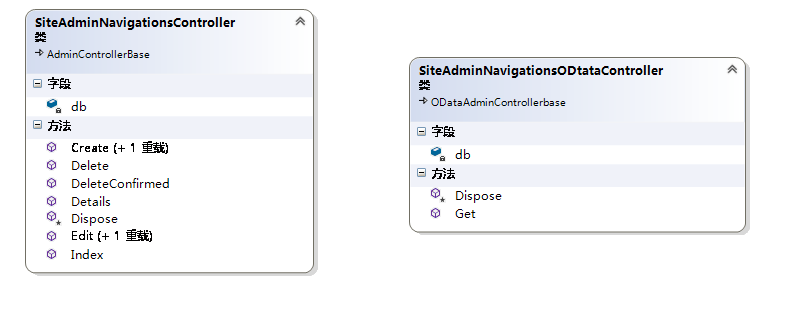 SiteAdminNavigationsController
类
AdminControllerBase
字段
db
方法
Create (+ 1 重载)
Delete
DeleteConfirmed
Details
Dispose
Edit (+ 1 重载)
Index
SiteAdminNavigationsODtataController
类
ODataAdminControllerbase
字段
db
方法
Dispose
Get